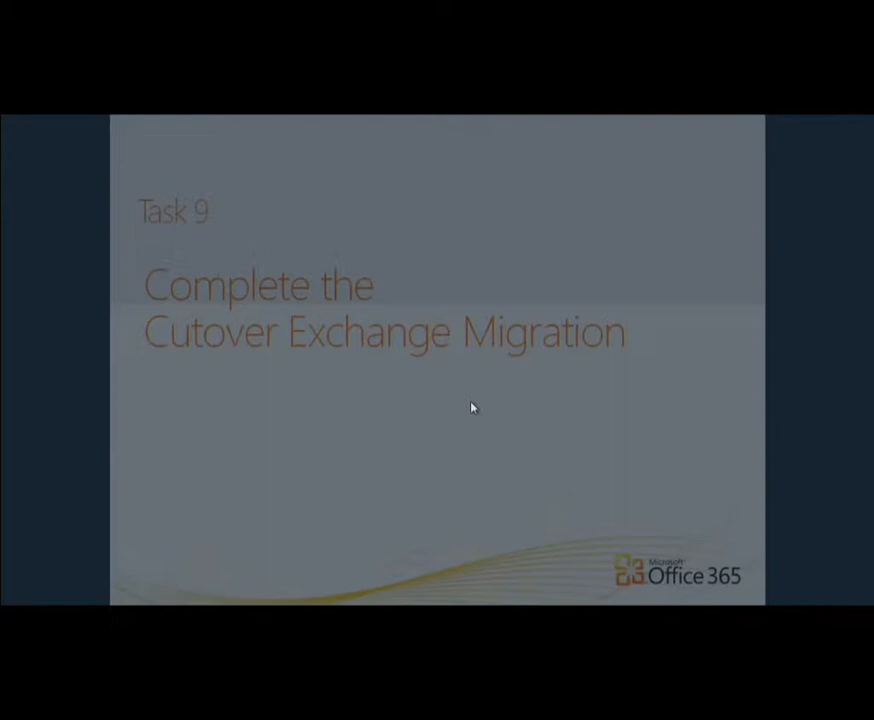 Task 9
Complete the
Cutover Exchange Migration
Microsoft
Office 365